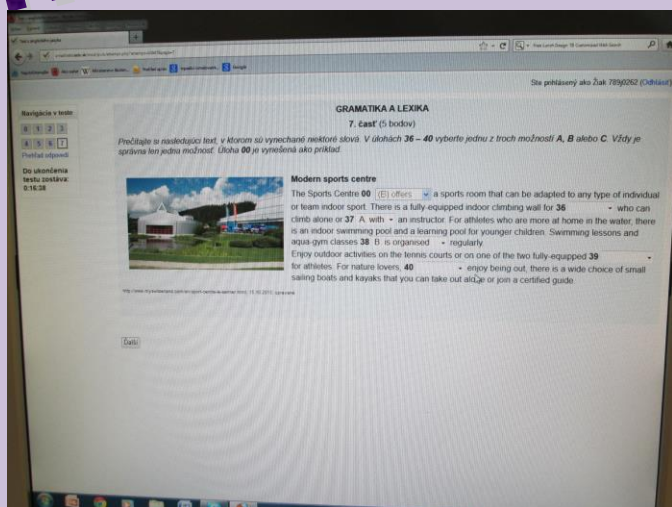 Ste prihlásený ako Žiak 789j0262 (Odhlásiť)
Navigácia v teste
0 1 2 3
4 5 6 7
Prehľad odpovedí
Do ukončenia
testu zostáva:
0:16:28
GRAMATIKA A LEXIKA
7. časť (5 bodov)
Prečítajte si nasledujúci text, v ktorom sú vynechané niektoré slová. V úlohách 36 – 40 vyberte jednu z troch možností A, B alebo C. Vždy je
správna len jedna možnosť. Úloha 00 je vyriešená ako príklad.
Modern sports centre
The Sports Centre 00 (E) offers a sports room that can be adapted to any type of individual
or team indoor sport. There is a fully-equipped indoor climbing wall for 36 who can
climb alone or 37 A with an instructor. For athletes who are more at home in the water, there
is an indoor swimming pool and a learning pool for younger children. Swimming lessons and
aqua-gym classes 38 B is organised regularly.
Enjoy outdoor activities on the tennis courts or on one of the two fully-equipped 39
for athletes. For nature lovers, 40 enjoy being out, there is a wide choice of small
sailing boats and kayaks that you can take out alone or join a certified guide.
Ďalší